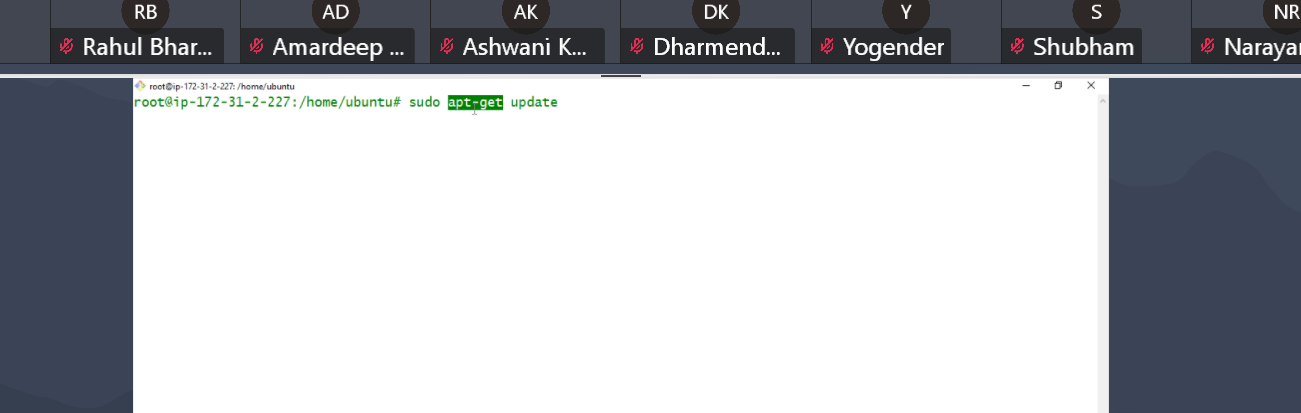 RB AD AK DK Y S NR
Rahul Bhar... Amardeep ... Ashwani K... Dharmend... Yogender Shubham Narayan
root@ip-172-31-2-227: /home/ubuntu
root@ip-172-31-2-227:/home/ubuntu# sudo apt-get update